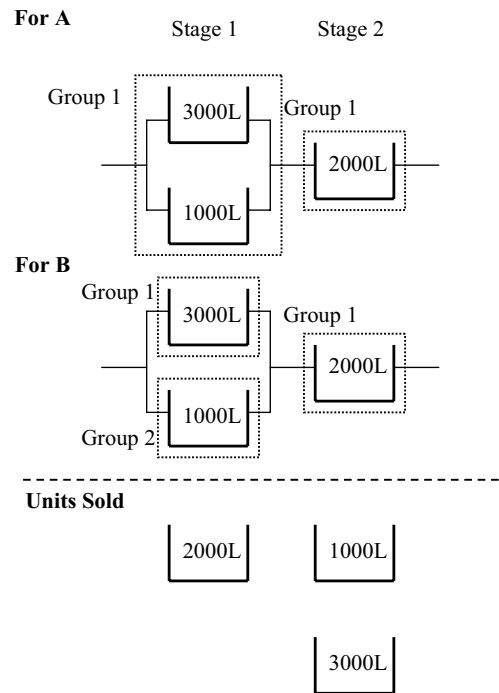 For A
Stage 1 Stage 2
Group 1 3000L Group 1
2000L
1000L
For B
Group 1 3000L Group 1
2000L
1000L
Group 2
Units Sold
2000L 1000L
3000L